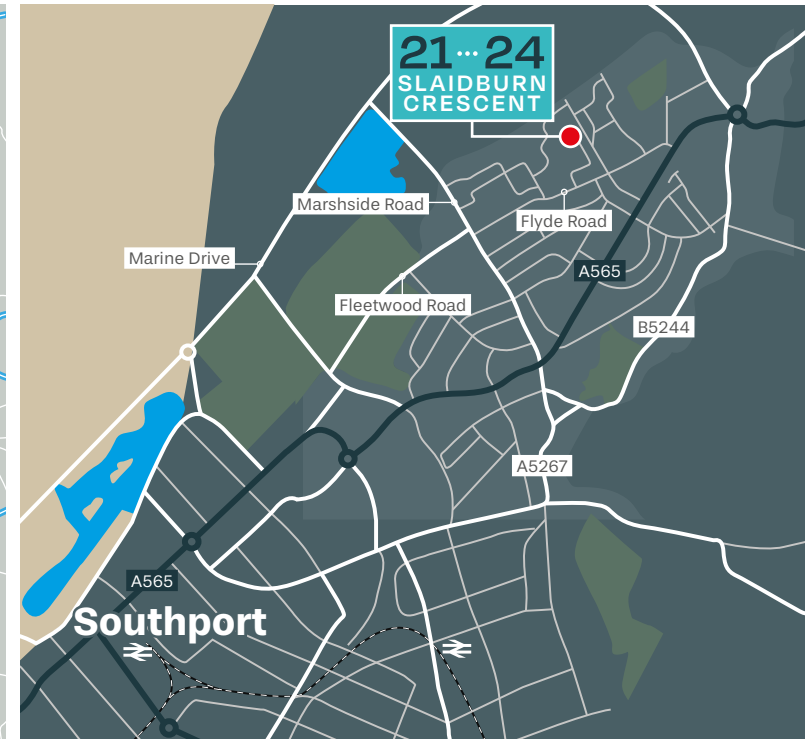 21 ··· 24
SLAIDBURN
CRESCENT
Marshside Road
Flyde Road
Marine Drive
A565
Fleetwood Road
B5244
A5267
A565
Southport